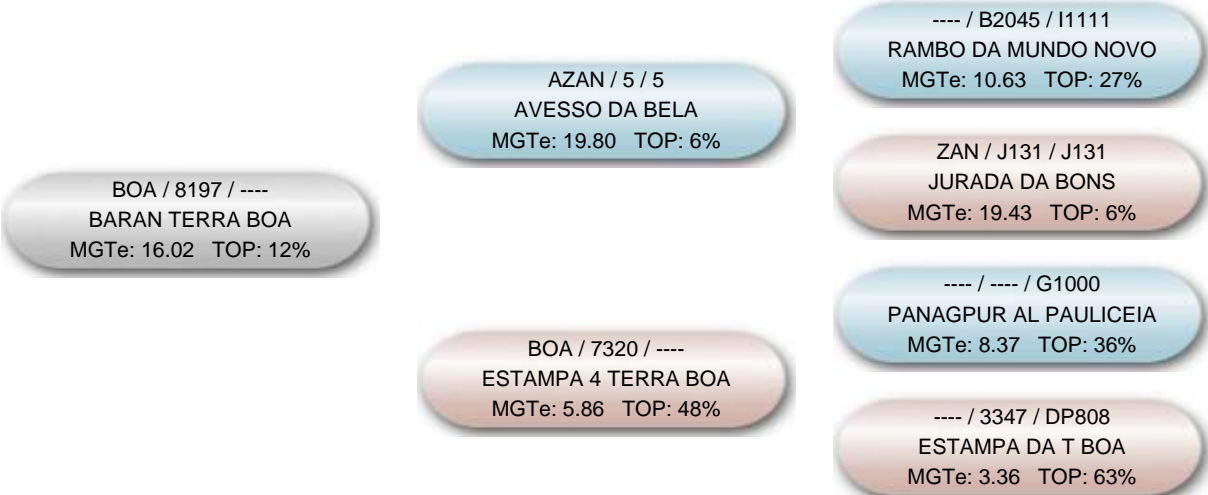 ---- / B2045 / I1111
RAMBO DA MUNDO NOVO
MGTe: 10.63 TOP: 27%
AZAN / 5 / 5
AVESSO DA BELA
MGTe: 19.80 TOP: 6%
ZAN / J131 / J131
JURADA DA BONS
MGTe: 19.43 TOP: 6%
BOA / 8197 / ----
BARAN TERRA BOA
MGTe: 16.02 TOP: 12%
---- / ---- / G1000
PANAGPUR AL PAULICEIA
MGTe: 8.37 TOP: 36%
BOA / 7320 / ----
ESTAMPA 4 TERRA BOA
MGTe: 5.86 TOP: 48%
---- / 3347 / DP808
ESTAMPA DA T BOA
MGTe: 3.36 TOP: 63%